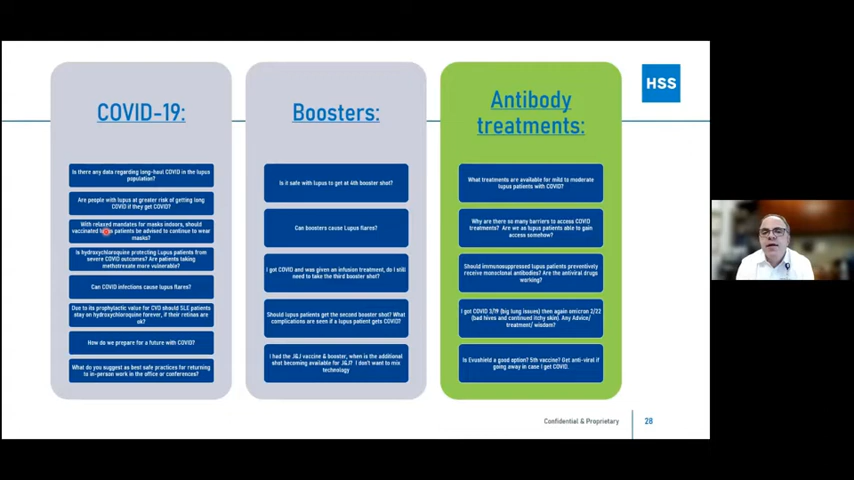 HSS
COVID-19:
Is there any data regarding long-haul COVID in the lupus
population?
Are people with lupus at greater risk of getting long
COVID if they get COVID?
With relaxed mandates for masks indoors, should
vaccinated patients be advised to continue to wear
masks?
Is hydroxychloroquine protecting Lupus patients from
severe COVID outcomes? Are patients taking
methotrexate more vulnerable?
Can COVID infections cause lupus flares?
Due to its prophylactic value for CVD should SLE patients
stay on hydroxychloroquine forever, if their retinas are
ok?
How do we prepare for a future with COVID?
What do you suggest as best safe practices for returning
to in-person work in the office or conferences?
Boosters:
Is it safe with lupus to get at 4th booster shot?
Can boosters cause Lupus flares?
I got COVID and was given an infusion treatment, do I still
need to take the third booster shot?
Should lupus patients get the second booster shot? What
complications are seen if a lupus patient gets COVID?
I had the J&J vaccine & booster, when is the additional
shot becoming available for J&J? I don't want to mix
technology
Antibody
treatments:
What treatments are available for mild to moderate
lupus patients with COVID?
Why are there so many barriers to access COVID
treatments? Are we as lupus patients able to gain
access somehow?
Should immunosuppressed lupus patients preventively
receive monoclonal antibodies? Are the antiviral drugs
working?
I got COVID 3/19 (big lung issues) then again omicron 2/22
(bad hives and continued itchy skin). Any Advice/
treatment/ wisdom?
Is Evushield a good option? 5th vaccine? Get anti-viral if
going away in case I get COVID.
Confidential & Proprietary
28